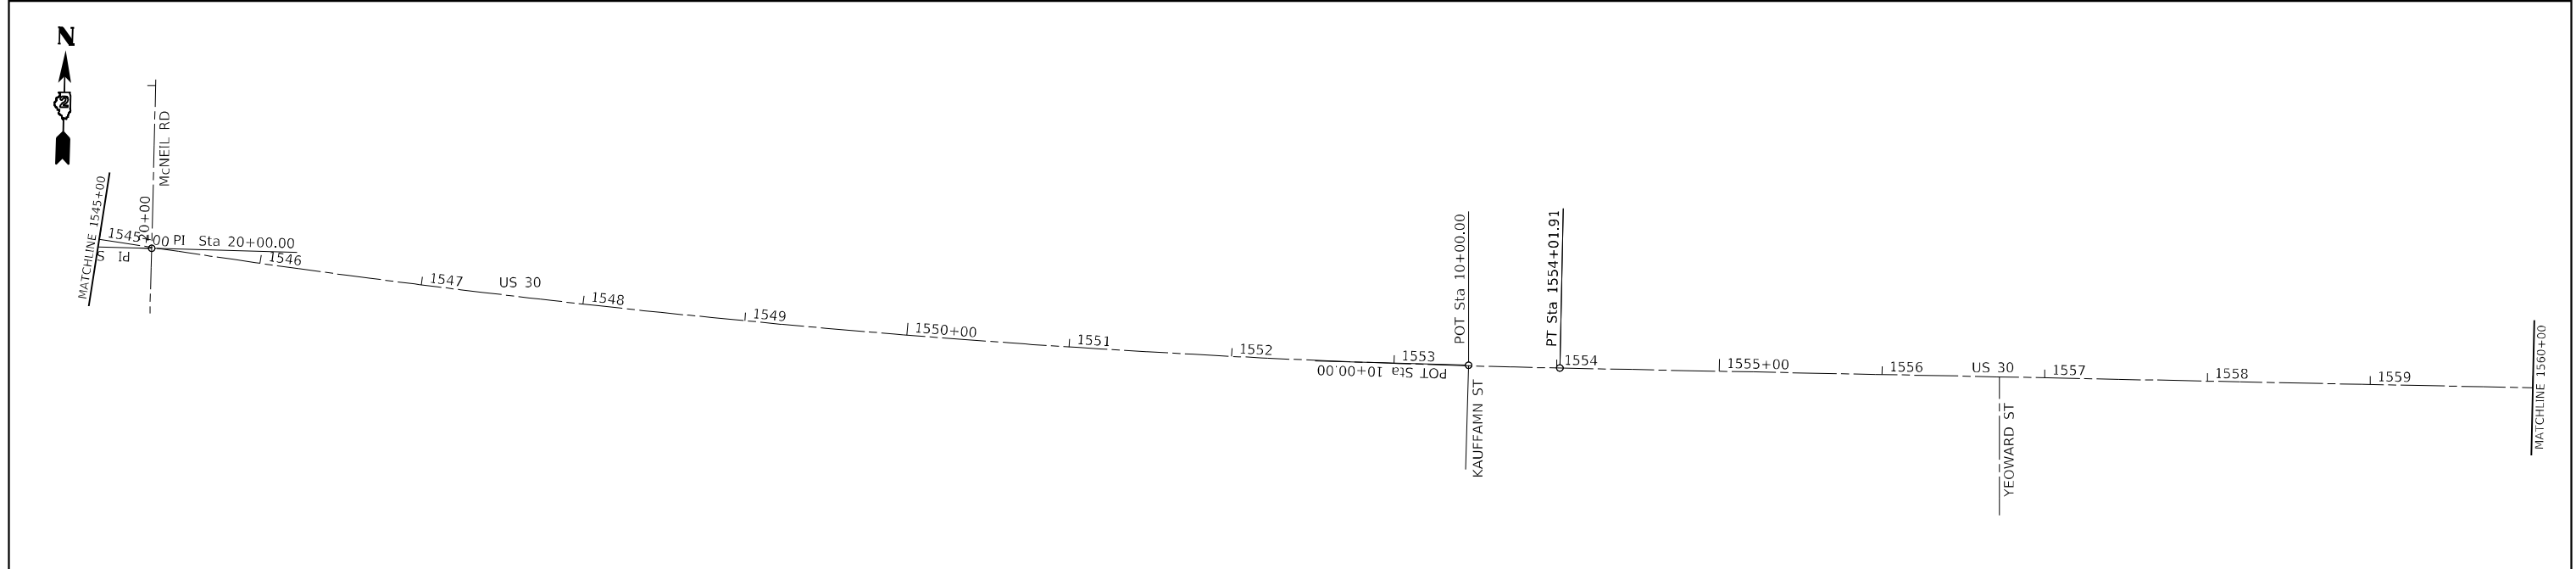 N
2
McNEIL RD
MATCHLINE 1545+00
20+00
1545+00
PI Sta 20+00.00
PI S
1546
1547
US 30
1548
1549
1550+00
1551
1552
1553
POT Sta 10+00.00
POT Sta 10+00.00
KAUFFAMN ST
PT Sta 1554+01.91
1554
1555+00
1556
US 30
YEOWARD ST
1557
1558
1559
MATCHLINE 1560+00